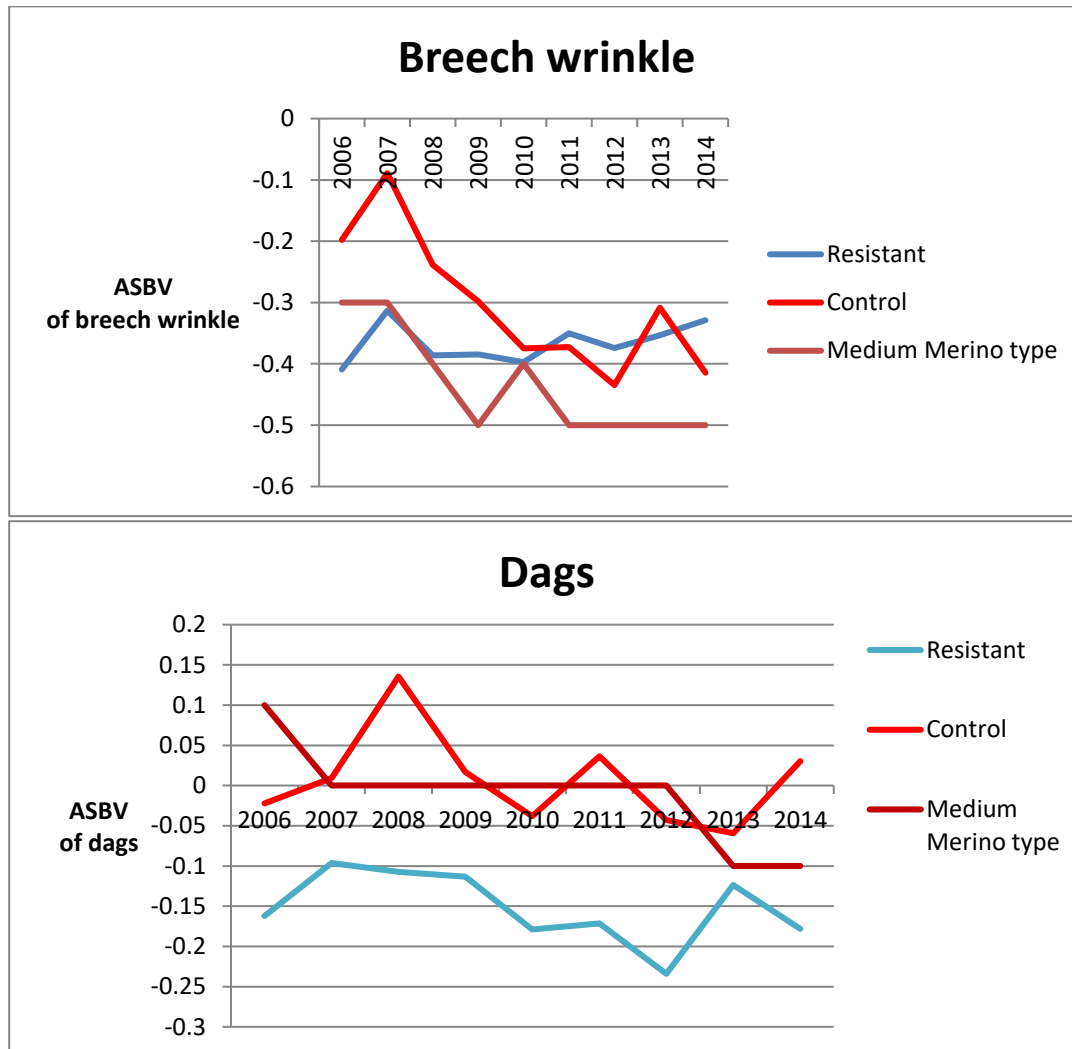 Breech wrinkle
0
-0.1
-0.2
-0.3
-0.4
-0.5
-0.6
2006
2007
2008
2009
2010
2011
2012
2013
2014
ASBV
of breech wrinkle
Resistant
Control
Medium Merino type
Dags
0.2
0.15
0.1
0.05
0
-0.05
-0.1
-0.15
-0.2
-0.25
-0.3
2006 2007 2008 2009 2010 2011 2012 2013 2014
ASBV
of dags
Resistant
Control
Medium
Merino type